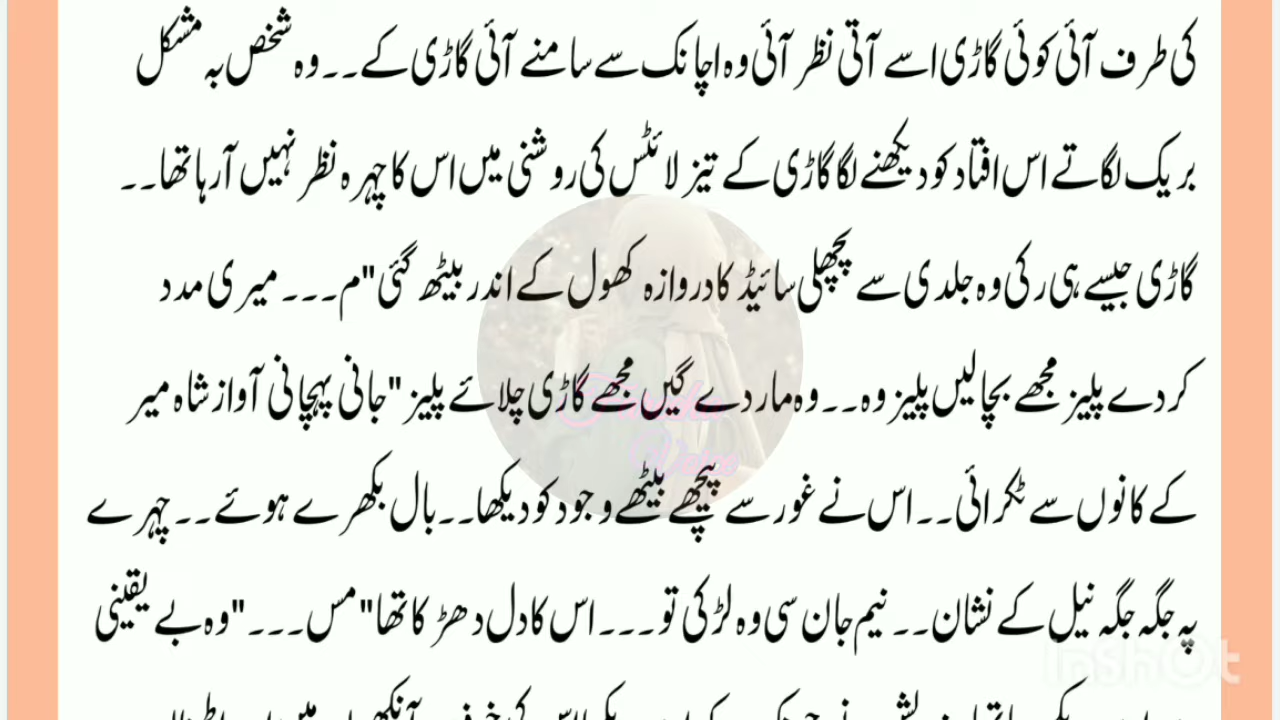 کی طرف آئی کوئی گاڑی اسے آتی نظر آئی وہ اچانک سے سامنے آئی گاڑی کے۔۔وہ شخص بہ مشکل
بریک لگاتے اس افتاد کو دیکھنے لگا گاڑی کے تیز لائٹس کی روشنی میں اس کا چہرہ نظر نہیں آرہا تھا۔۔
گاڑی جیسے ہی رکی وہ جلدی سے پچھلی سائیڈ کا دروازہ کھول کے اندر بیٹھ گئی"م۔۔۔میری مدد
کردے پلیز مجھے بچالیں پلیز وہ۔۔وہ مار دے گیں مجھے گاڑی چلائے پلیز"جانی پہچانی آواز شاہ میر
کے کانوں سے ٹکرائی۔۔اس نے غور سے پیچھے بیٹھے وجود کو دیکھا۔۔بال بکھرے ہوئے۔۔چہرے
پہ جگہ جگہ نیل کے نشان۔۔نیم جان سی وہ لڑکی تو۔۔۔اس کا دل دھڑکا تھا"مس۔۔۔"وہ بے یقینی
InShOt